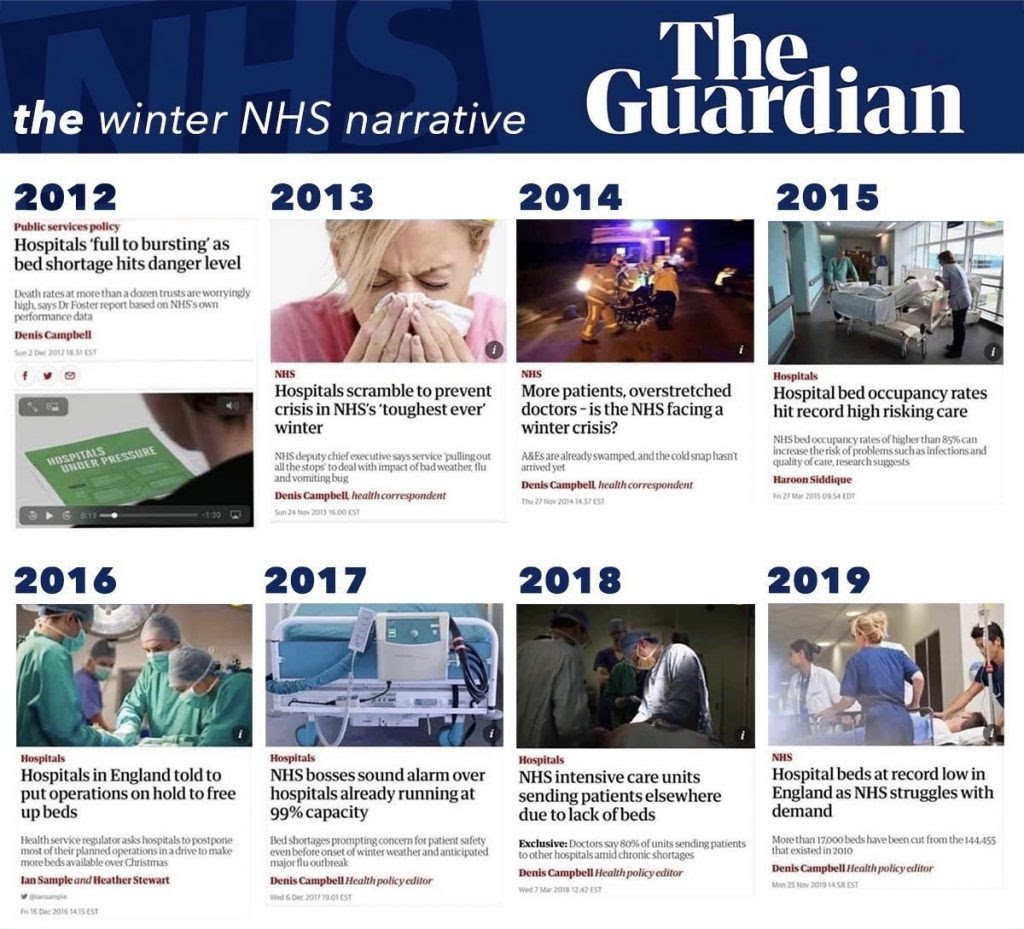 NHS
the winter NHS narrative
The
Guardian
2012
Public services policy
Hospitals 'full to bursting' as
bed shortage hits danger level
Death rates at more than a dozen trusts are worryingly
high, says Dr Foster report based on NHS's own
performance data
Denis Campbell
Sun 2 Dec 2012 18.51 EST
HOSPITALS
UNDER PRESSURE
0:13
-1:30
2013
NHS
Hospitals scramble to prevent
crisis in NHS's 'toughest ever'
winter
NHS deputy chief executive says service 'pulling out
all the stops' to deal with impact of bad weather, flu
and vomiting bug
Denis Campbell, health correspondent
Sun 24 Nov 2013 16.00 EST
2014
NHS
More patients, overstretched
doctors – is the NHS facing a
winter crisis?
A&Es are already swamped, and the cold snap hasn't
arrived yet
Denis Campbell, health correspondent
Thu 27 Nov 2014 14.57 EST
2015
Hospitals
Hospital bed occupancy rates
hit record high risking care
NHS bed occupancy rates of higher than 85% can
increase the risk of problems such as infections and
quality of care, research suggests
Haroon Siddique
Fri 27 Mar 2015 09.54 EDT
2016
Hospitals
Hospitals in England told to
put operations on hold to free
up beds
Health service regulator asks hospitals to postpone
most of their planned operations in a drive to make
more beds available over Christmas
Ian Sample and Heather Stewart
@iansample
Fri 16 Dec 2016 14.15 EST
2017
Hospitals
NHS bosses sound alarm over
hospitals already running at
99% capacity
Bed shortages prompting concern for patient safety
even before onset of winter weather and anticipated
major flu outbreak
Denis Campbell Health policy editor
Wed 6 Dec 2017 19.01 EST
2018
Hospitals
NHS intensive care units
sending patients elsewhere
due to lack of beds
Exclusive: Doctors say 80% of units sending patients
to other hospitals amid chronic shortages
Denis Campbell Health policy editor
Wed 7 Mar 2018 12.42 EST
2019
NHS
Hospital beds at record low in
England as NHS struggles with
demand
More than 17,000 beds have been cut from the 144,455
that existed in 2010
Denis Campbell Health policy editor
Mon 25 Nov 2019 14.58 EST